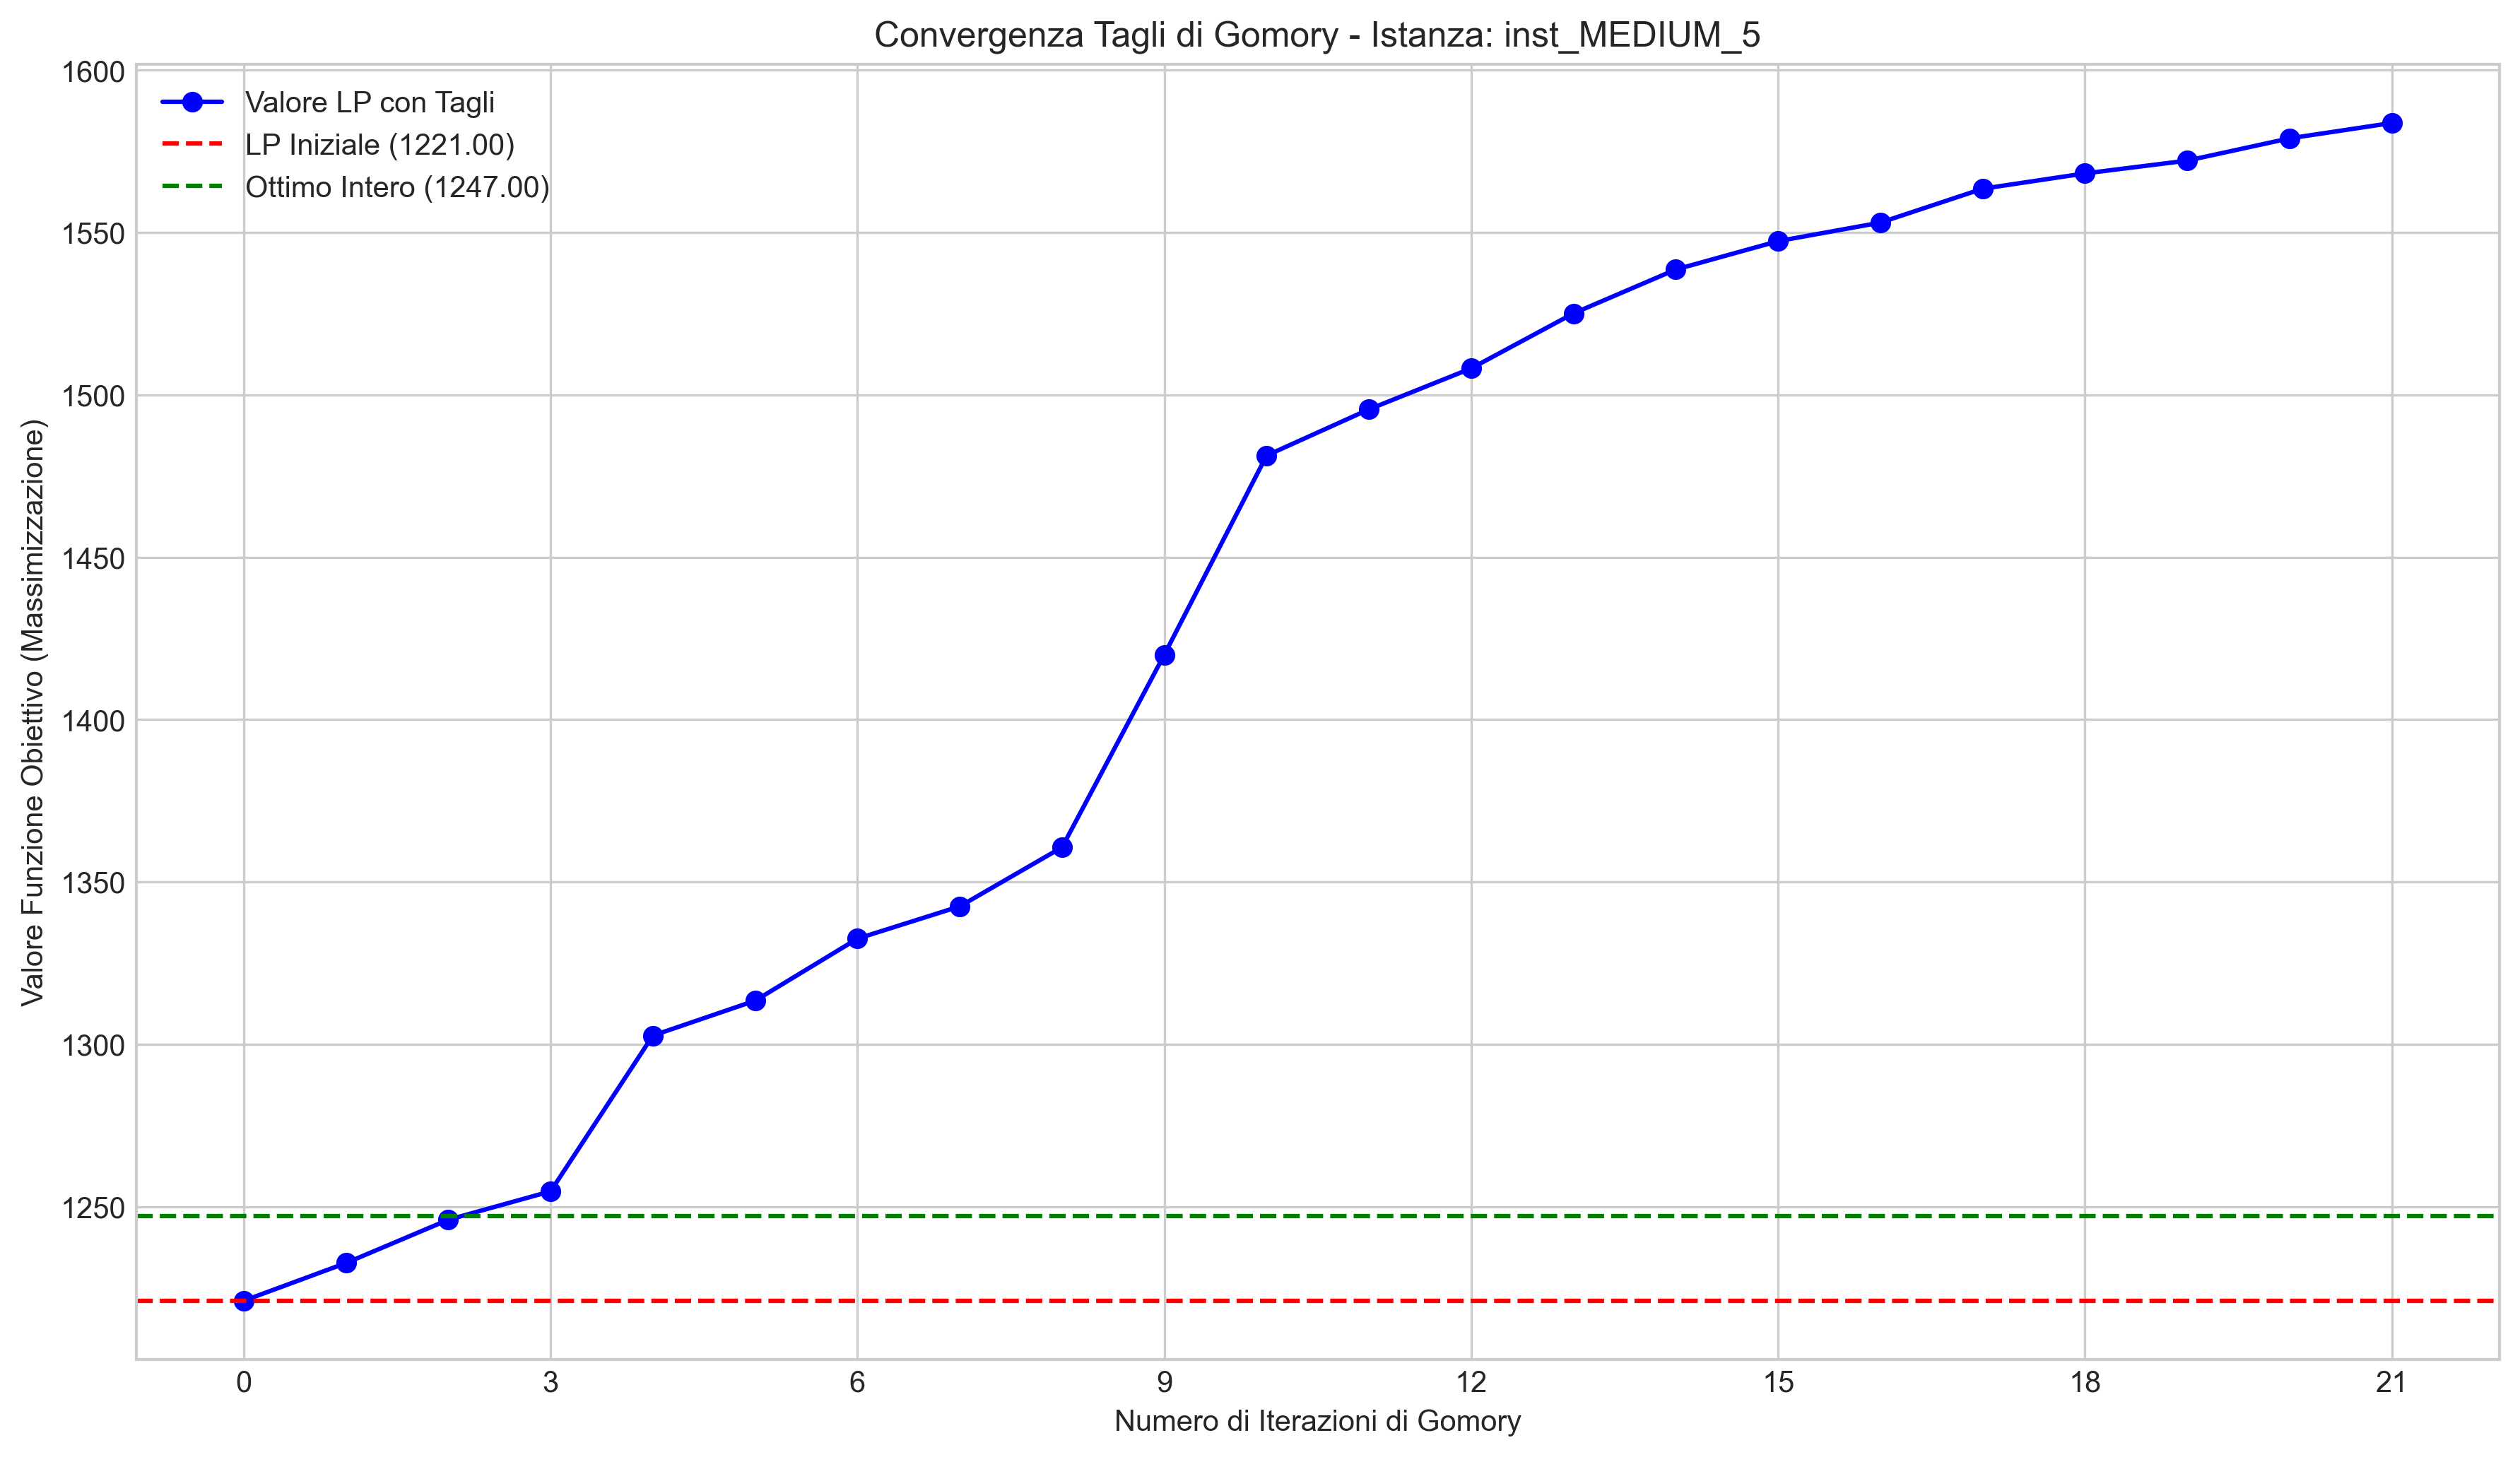 Convergenza Tagli di Gomory - Istanza: inst_MEDIUM_5
Valore LP con Tagli
LP Iniziale (1221.00)
Ottimo Intero (1247.00)
1600
1550
1500
1450
1400
1350
1300
1250
Valore Funzione Obiettivo (Massimizzazione)
0 3 6 9 12 15 18 21
Numero di Iterazioni di Gomory